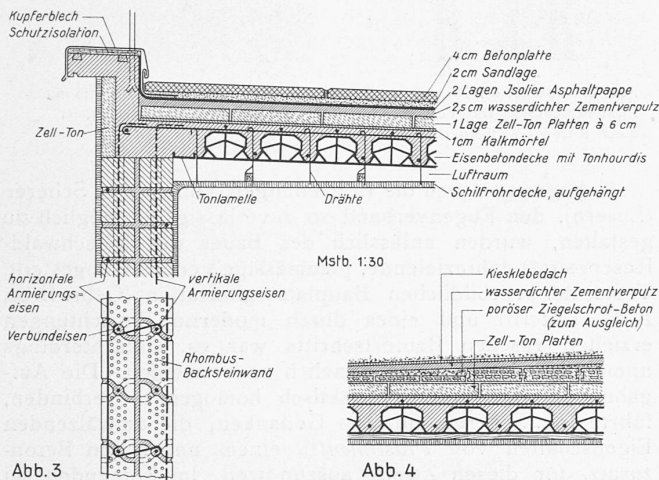 Kupferblech
Schutzisolation
4 cm Betonplatte
2 cm Sandlage
2 Lagen Jsolier Asphaltpappe
2,5 cm wasserdichter Zementverputz
1 Lage Zell-Ton Platten à 6 cm
1 cm Kalkmörtel
Eisenbetondecke mit Tonhourdis
Luftraum
Schilfrohrdecke, aufgehängt
Zell-Ton
Tonlamelle
Drähte
Mstb. 1:30
horizontale
Armierungs-
eisen
vertikale
Armierungseisen
Verbundeisen
Rhombus-
Backsteinwand
Abb. 3
Kiesklebedach
wasserdichter Zementverputz
poröser Ziegelschrot-Beton
(zum Ausgleich)
Zell-Ton Platten
Abb. 4